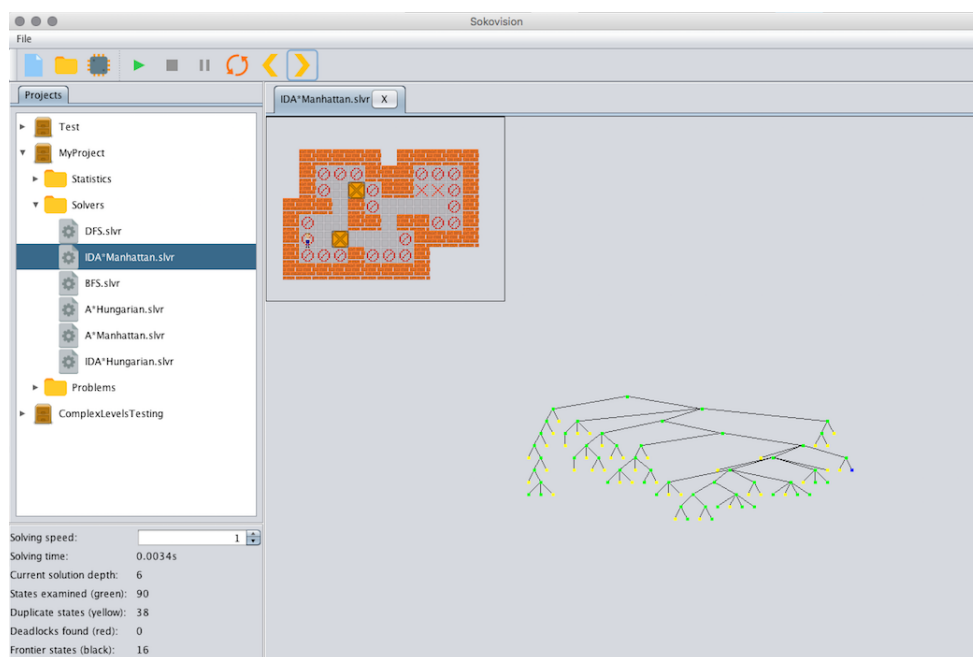 Sokovision
File
Projects
IDA*Manhattan.slvr X
Test
MyProject
Statistics
Solvers
DFS.slvr
IDA*Manhattan.slvr
BFS.slvr
A*Hungarian.slvr
A*Manhattan.slvr
IDA*Hungarian.slvr
Problems
ComplexLevelsTesting
Solving speed: 1
Solving time: 0.0034s
Current solution depth: 6
States examined (green): 90
Duplicate states (yellow): 38
Deadlocks found (red): 0
Frontier states (black): 16